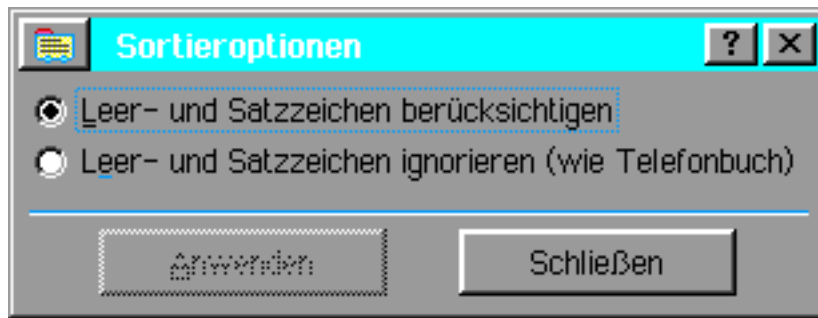 Sortieroptionen ?
Leer- und Satzzeichen berücksichtigen
Leer- und Satzzeichen ignorieren (wie Telefonbuch)
Anwenden Schließen